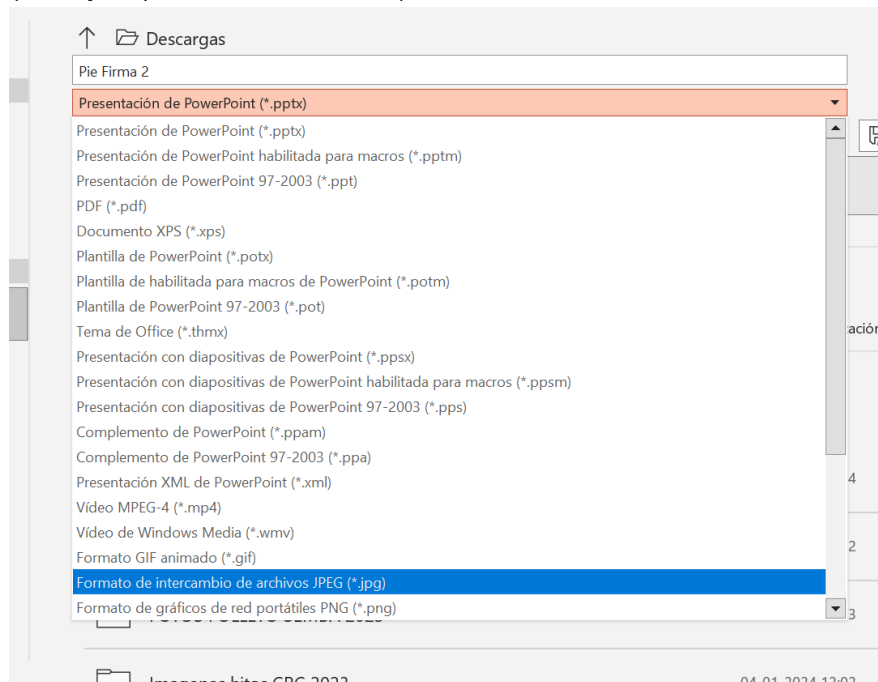 Descargas
Pie Firma 2
Presentación de PowerPoint (*.pptx)
Presentación de PowerPoint (*.pptx)
Presentación de PowerPoint habilitada para macros (*.pptm)
Presentación de PowerPoint 97-2003 (*.ppt)
PDF (*.pdf)
Documento XPS (*.xps)
Plantilla de PowerPoint (*.potx)
Plantilla de habilitada para macros de PowerPoint (*.potm)
Plantilla de PowerPoint 97-2003 (*.pot)
Tema de Office (*.thmx)
ación
Presentación con diapositivas de PowerPoint (*.ppsx)
Presentación con diapositivas de PowerPoint habilitada para macros (*.ppsm)
Presentación con diapositivas de PowerPoint 97-2003 (*.pps)
Complemento de PowerPoint (*.ppam)
Complemento de PowerPoint 97-2003 (*.ppa)
Presentación XML de PowerPoint (*.xml)
4
Vídeo MPEG-4 (*.mp4)
Vídeo de Windows Media (*.wmv)
2
Formato GIF animado (*.gif)
Formato de intercambio de archivos JPEG (*.jpg)
Formato de gráficos de red portátiles PNG (*.png)
3